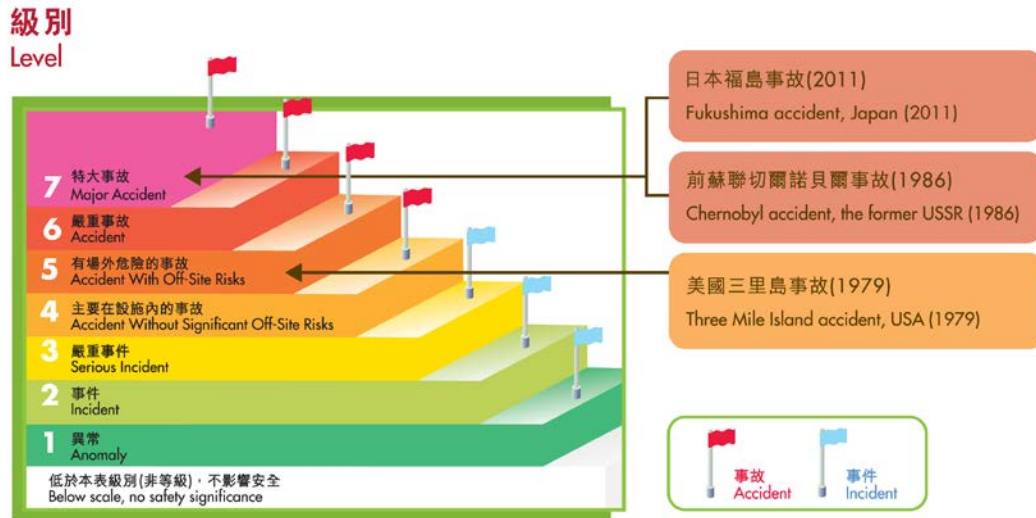 級別
Level
7 特大事故
Major Accident
6 嚴重事故
Accident
5 有場外危險的事故
Accident With Off-Site Risks
4 主要在設施內的事故
Accident Without Significant Off-Site Risks
3 嚴重事件
Serious Incident
2 事件
Incident
1 異常
Anomaly
低於本表級別(非等級),不影響安全
Below scale, no safety significance
日本福島事故(2011)
Fukushima accident, Japan (2011)
前蘇聯切爾諾貝爾事故(1986)
Chernobyl accident, the former USSR (1986)
美國三里島事故(1979)
Three Mile Island accident, USA (1979)
事故
Accident
事件
Incident